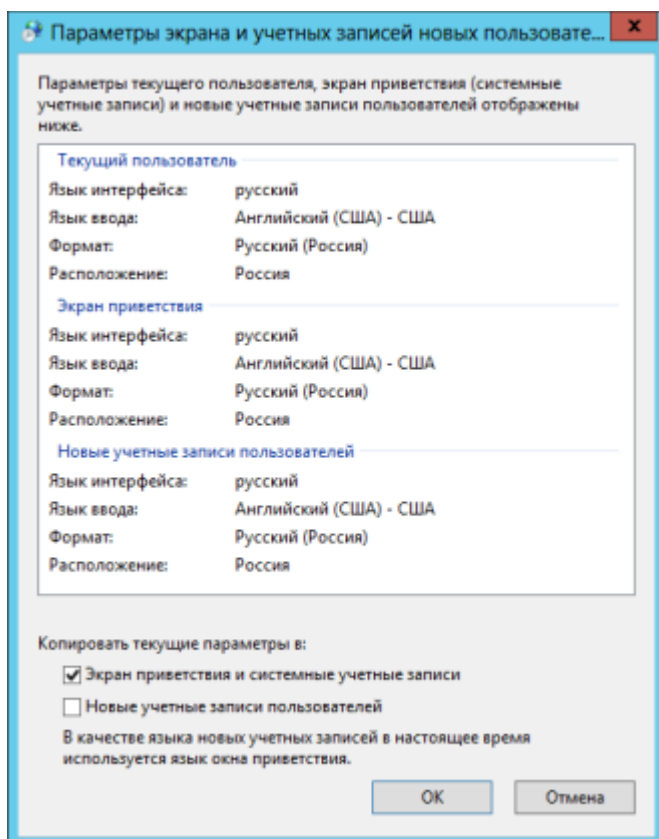 Параметры экрана и учетных записей новых пользовате...
x
Параметры текущего пользователя, экран приветствия (системные
учетные записи) и новые учетные записи пользователей отображены
ниже.
Текущий пользователь
Язык интерфейса: русский
Язык ввода: Английский (США) - США
Формат: Русский (Россия)
Расположение: Россия
Экран приветствия
Язык интерфейса: русский
Язык ввода: Английский (США) - США
Формат: Русский (Россия)
Расположение: Россия
Новые учетные записи пользователей
Язык интерфейса: русский
Язык ввода: Английский (США) - США
Формат: Русский (Россия)
Расположение: Россия
Копировать текущие параметры в:
Экран приветствия и системные учетные записи
Новые учетные записи пользователей
В качестве языка новых учетных записей в настоящее время
используется язык окна приветствия.
OK Отмена